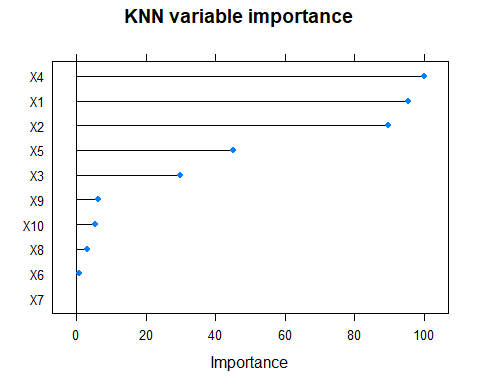 KNN variable importance
X4
X1
X2
X5
X3
X9
X10
X8
X6
X7
0 20 40 60 80 100
Importance